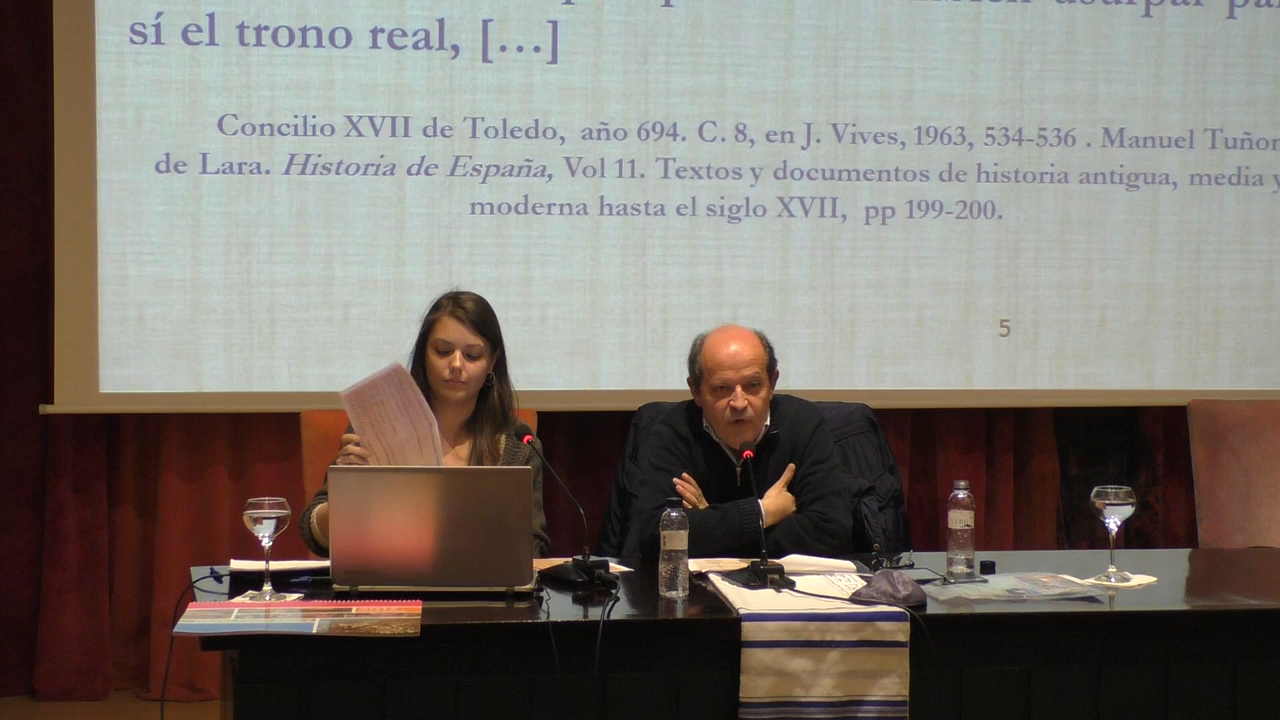 usurpar
sí el trono real, […]
Concilio XVII de Toledo, año 694. C. 8, en J. Vives, 1963, 534-536 . Manuel Tuñon
de Lara. Historia de España, Vol 11. Textos y documentos de historia antigua, media y
moderna hasta el siglo XVII, pp 199-200.
5